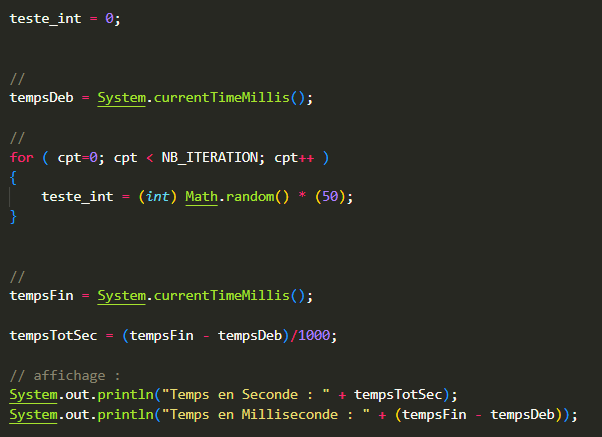 teste_int = 0;
//
tempsDeb = System.currentTimeMillis();
//
for ( cpt=0; cpt < NB_ITERATION; cpt++ )
{
teste_int = (int) Math.random() * (50);
}
//
tempsFin = System.currentTimeMillis();
tempsTotSec = (tempsFin - tempsDeb)/1000;
// affichage :
System.out.println("Temps en Seconde : " + tempsTotSec);
System.out.println("Temps en Milliseconde : " + (tempsFin - tempsDeb));